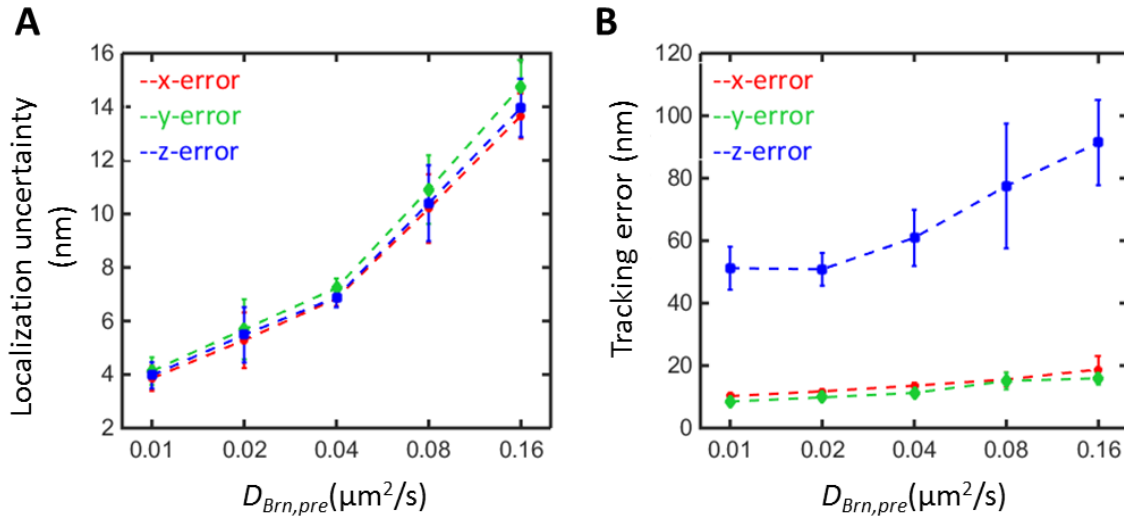 A
Localization uncertainty
(nm)
16
14
12
10
8
6
4
2
--x-error
--y-error
--z-error
0.01 0.02 0.04 0.08 0.16
D_Brn,pre(μm²/s)
B
Tracking error (nm)
120
100
80
60
40
20
0
--x-error
--y-error
--z-error
0.01 0.02 0.04 0.08 0.16
D_Brn,pre(μm²/s)